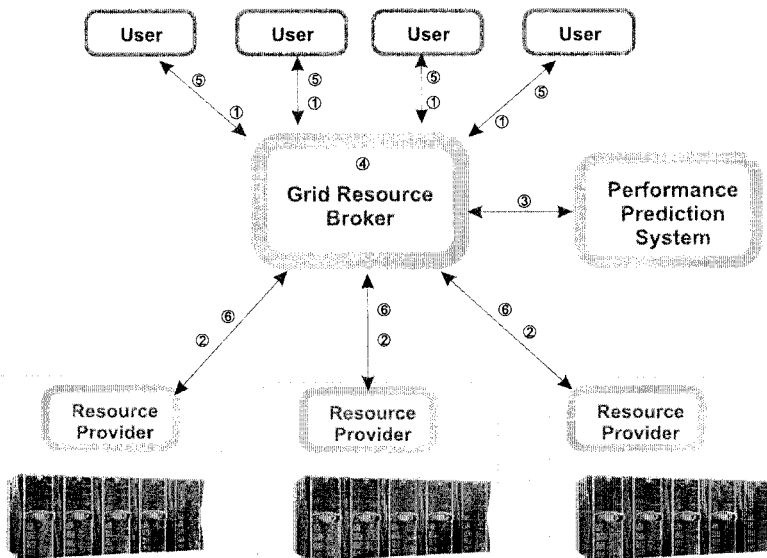 User User User User
⑤ ⑤ ⑤ ⑤
① ① ① ①
④
Grid Resource
Broker
③
Performance
Prediction
System
⑥ ⑥ ⑥
② ② ②
Resource
Provider
Resource
Provider
Resource
Provider